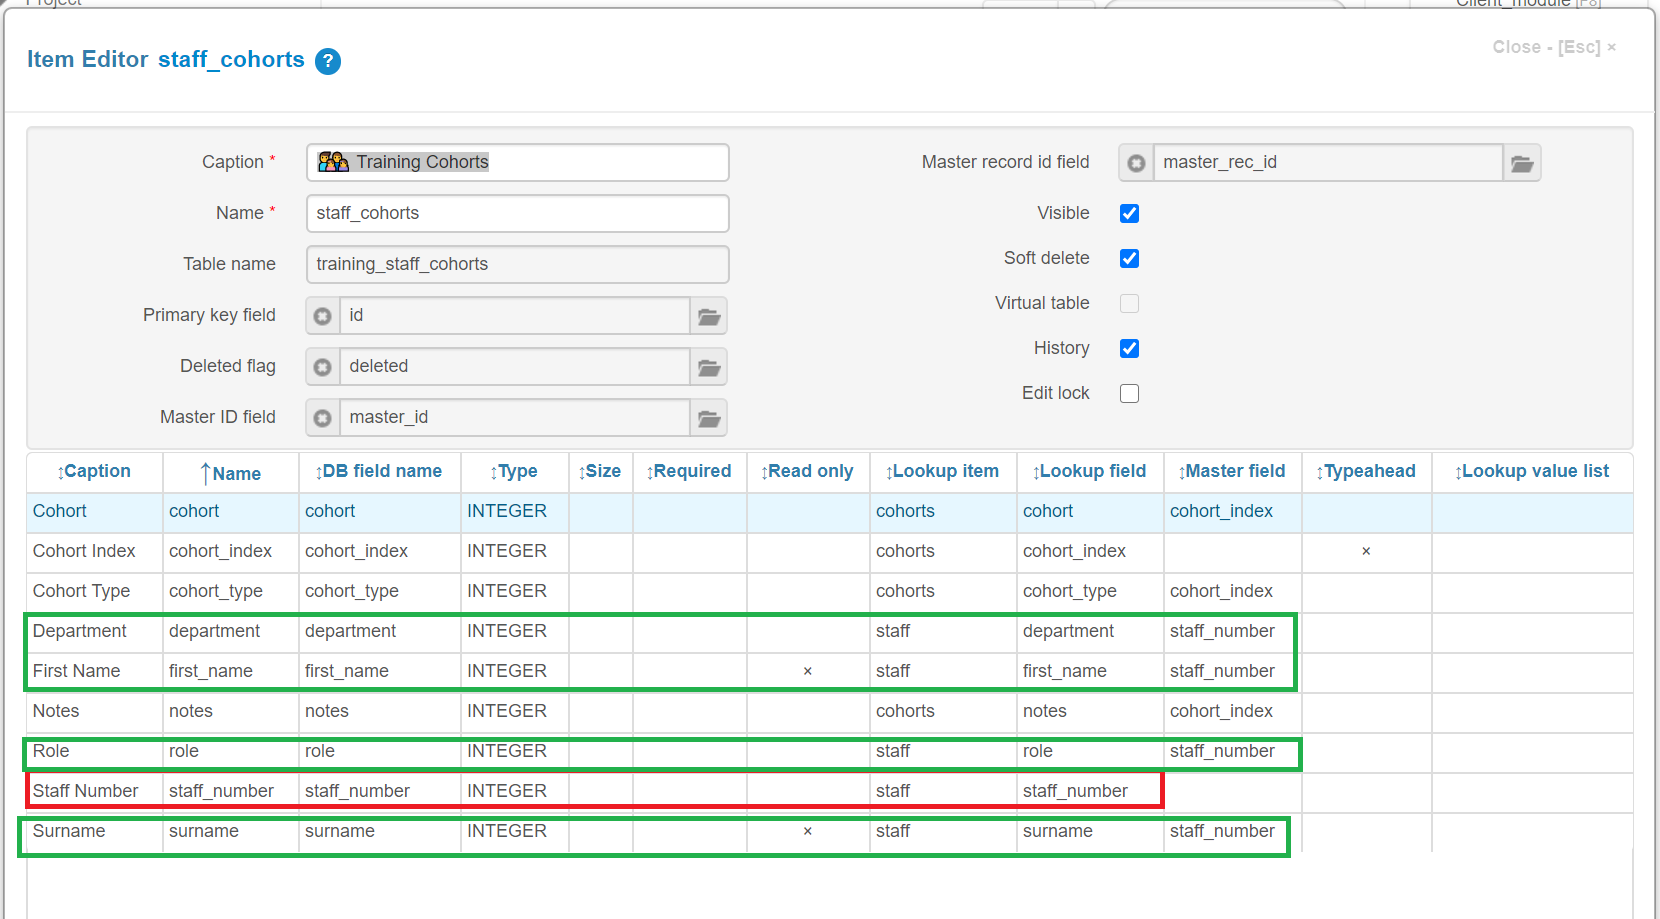 Project
Client_module [F8]
Item Editor staff_cohorts ?
Close - [Esc] ×
Caption * Training Cohorts
Name * staff_cohorts
Table name training_staff_cohorts
Primary key field id
Deleted flag deleted
Master ID field master_id
Master record id field master_rec_id
Visible
Soft delete
Virtual table
History
Edit lock
↕Caption ↑Name ↕DB field name ↕Type ↕Size ↕Required ↕Read only ↕Lookup item ↕Lookup field ↕Master field ↕Typeahead ↕Lookup value list
Cohort cohort cohort INTEGER cohorts cohort cohort_index
Cohort Index cohort_index cohort_index INTEGER cohorts cohort_index ×
Cohort Type cohort_type cohort_type INTEGER cohorts cohort_type cohort_index
Department department department INTEGER staff department staff_number
First Name first_name first_name INTEGER × staff first_name staff_number
Notes notes notes INTEGER cohorts notes cohort_index
Role role role INTEGER staff role staff_number
Staff Number staff_number staff_number INTEGER staff staff_number
Surname surname surname INTEGER × staff surname staff_number